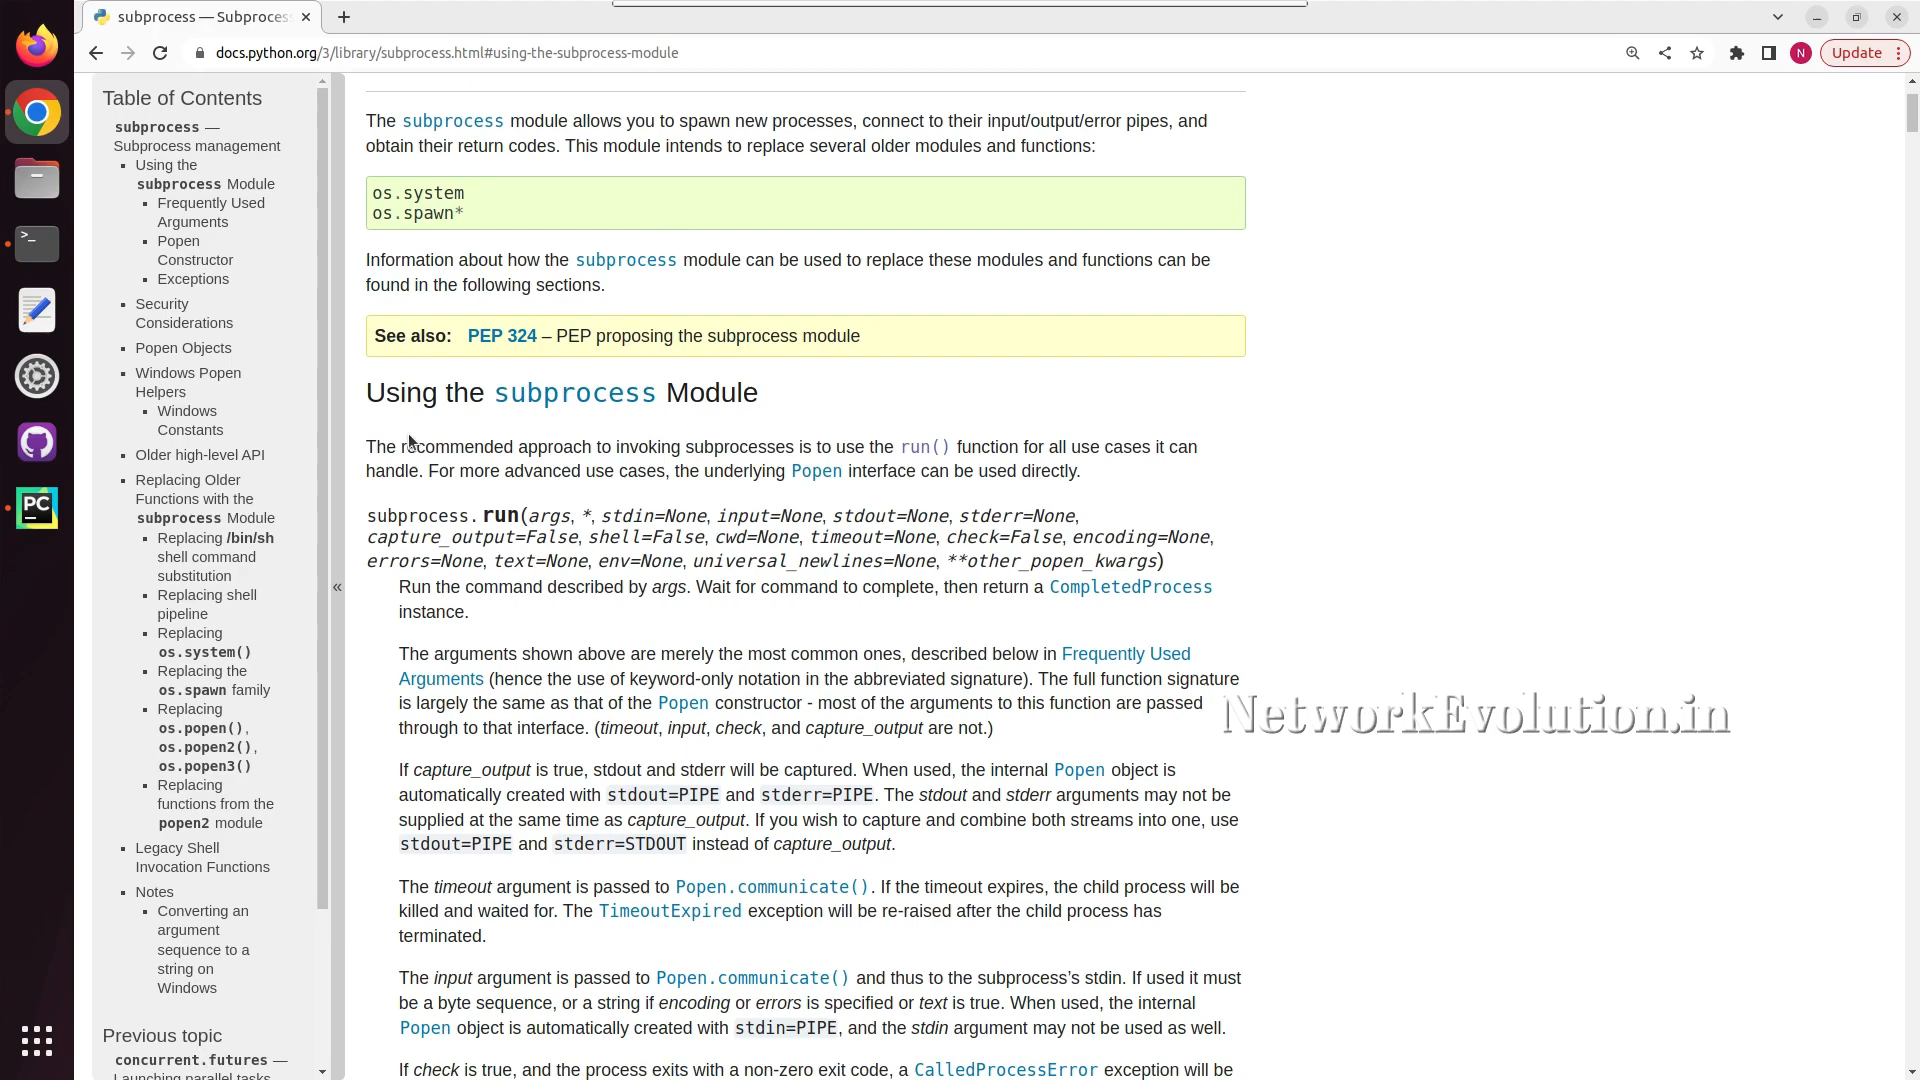 subprocess — Subproces
docs.python.org/3/library/subprocess.html#using-the-subprocess-module
N
Update
Table of Contents
subprocess —
Subprocess management
Using the
subprocess Module
Frequently Used
Arguments
Popen
Constructor
Exceptions
Security
Considerations
Popen Objects
Windows Popen
Helpers
Windows
Constants
Older high-level API
Replacing Older
Functions with the
subprocess Module
Replacing /bin/sh
shell command
substitution
Replacing shell
pipeline
Replacing
os.system()
Replacing the
os.spawn family
Replacing
os.popen(),
os.popen2(),
os.popen3()
Replacing
functions from the
popen2 module
Legacy Shell
Invocation Functions
Notes
Converting an
argument
sequence to a
string on
Windows
Previous topic
concurrent.futures —
Launching parallel tasks
«
The subprocess module allows you to spawn new processes, connect to their input/output/error pipes, and
obtain their return codes. This module intends to replace several older modules and functions:
os.system
os.spawn*
Information about how the subprocess module can be used to replace these modules and functions can be
found in the following sections.
See also: PEP 324 – PEP proposing the subprocess module
Using the subprocess Module
The recommended approach to invoking subprocesses is to use the run() function for all use cases it can
handle. For more advanced use cases, the underlying Popen interface can be used directly.
subprocess.run(args, *, stdin=None, input=None, stdout=None, stderr=None,
capture_output=False, shell=False, cwd=None, timeout=None, check=False, encoding=None,
errors=None, text=None, env=None, universal_newlines=None, **other_popen_kwargs)
Run the command described by args. Wait for command to complete, then return a CompletedProcess
instance.
The arguments shown above are merely the most common ones, described below in Frequently Used
Arguments (hence the use of keyword-only notation in the abbreviated signature). The full function signature
is largely the same as that of the Popen constructor - most of the arguments to this function are passed
through to that interface. (timeout, input, check, and capture_output are not.)
If capture_output is true, stdout and stderr will be captured. When used, the internal Popen object is
automatically created with stdout=PIPE and stderr=PIPE. The stdout and stderr arguments may not be
supplied at the same time as capture_output. If you wish to capture and combine both streams into one, use
stdout=PIPE and stderr=STDOUT instead of capture_output.
The timeout argument is passed to Popen.communicate(). If the timeout expires, the child process will be
killed and waited for. The TimeoutExpired exception will be re-raised after the child process has
terminated.
The input argument is passed to Popen.communicate() and thus to the subprocess's stdin. If used it must
be a byte sequence, or a string if encoding or errors is specified or text is true. When used, the internal
Popen object is automatically created with stdin=PIPE, and the stdin argument may not be used as well.
If check is true, and the process exits with a non-zero exit code, a CalledProcessError exception will be
NetworkEvolution.in
PC